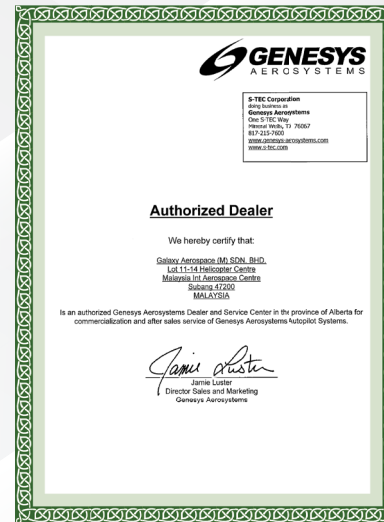 GENESYS
AEROSYSTEMS
S-TEC Corporation
doing business as
Genesys Aerosystems
One S-TEC Way
Mineral Wells, TX 76067
817-215-7600
www.genesys-aerosystems.com
www.s-tec.com
Authorized Dealer
We hereby certify that:
Galaxy Aerospace (M) SDN. BHD.
Lot 11-14 Helicopter Centre
Malaysia Int Aerospace Centre
Subang 47200
MALAYSIA
Is an authorized Genesys Aerosystems Dealer and Service Center in the province of Alberta for
commercialization and after sales service of Genesys Aerosystems Autopilot Systems.
Jamie Luster
Jamie Luster
Director Sales and Marketing
Genesys Aerosystems